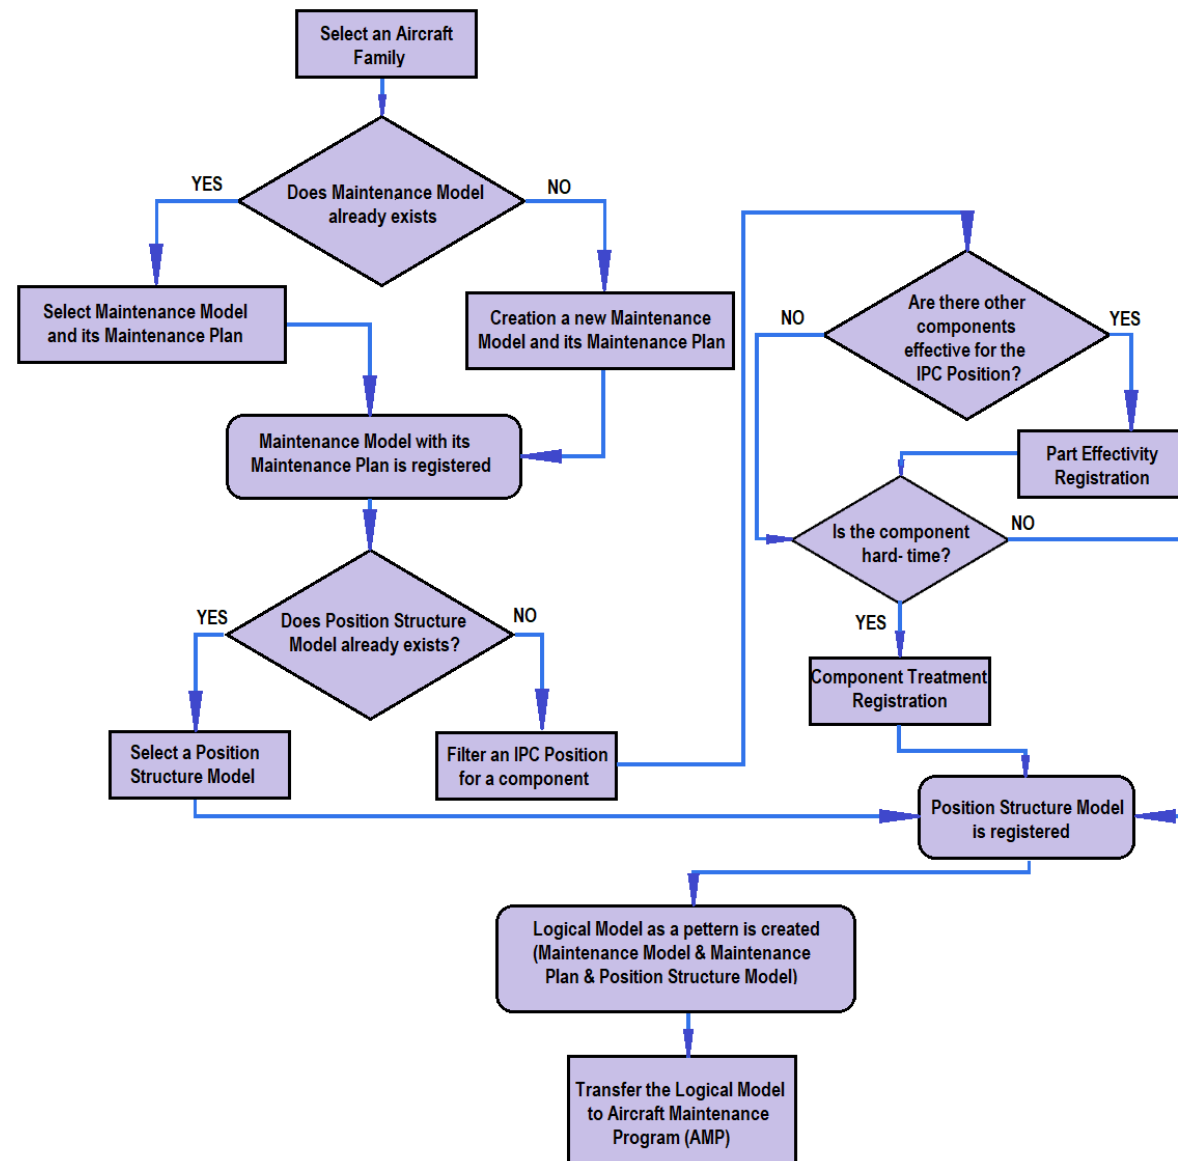 Select an Aircraft
Family
Does Maintenance Model
already exists
YES
NO
Select Maintenance Model
and its Maintenance Plan
Creation a new Maintenance
Model and its Maintenance Plan
Maintenance Model with its
Maintenance Plan is registered
Does Position Structure
Model already exists?
YES
NO
Select a Position
Structure Model
Filter an IPC Position
for a component
Are there other
components
effective for the
IPC Position?
NO
YES
Part Effectivity
Registration
Is the component
hard- time?
NO
YES
Component Treatment
Registration
Position Structure Model
is registered
Logical Model as a pettern is created
(Maintenance Model & Maintenance
Plan & Position Structure Model)
Transfer the Logical Model
to Aircraft Maintenance
Program (AMP)